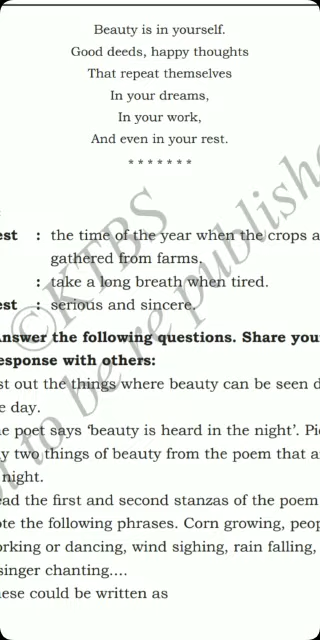 Beauty is in yourself.
Good deeds, happy thoughts
That repeat themselves
In your dreams,
In your work,
And even in your rest.
* * * * * * *
est : the time of the year when the crops a
gathered from farms.
: take a long breath when tired.
est : serious and sincere.
Answer the following questions. Share you
esponse with others:
st out the things where beauty can be seen d
e day.
e poet says ‘beauty is heard in the night’. Pi
y two things of beauty from the poem that a
night.
ead the first and second stanzas of the poem
ote the following phrases. Corn growing, peop
orking or dancing, wind sighing, rain falling,
singer chanting....
ese could be written as
©KTBS
t to be republishe